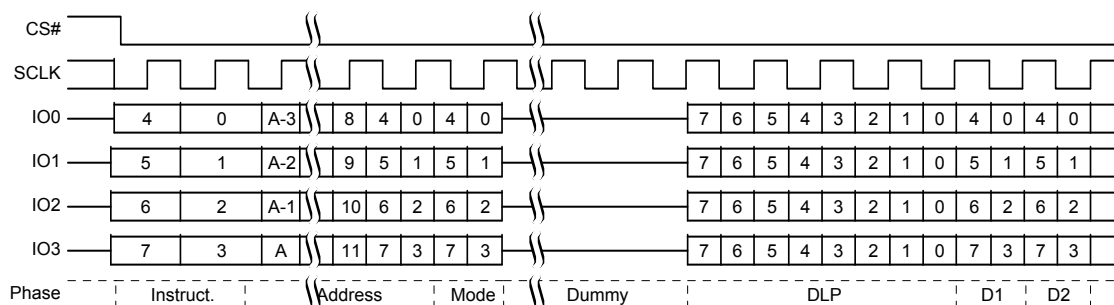 CS#
SCLK
IO0 4 0 A-3 8 4 0 4 0 7 6 5 4 3 2 1 0 4 0 4 0
IO1 5 1 A-2 9 5 1 5 1 7 6 5 4 3 2 1 0 5 1 5 1
IO2 6 2 A-1 10 6 2 6 2 7 6 5 4 3 2 1 0 6 2 6 2
IO3 7 3 A 11 7 3 7 3 7 6 5 4 3 2 1 0 7 3 7 3
Phase Instruct. Address Mode Dummy DLP D1 D2